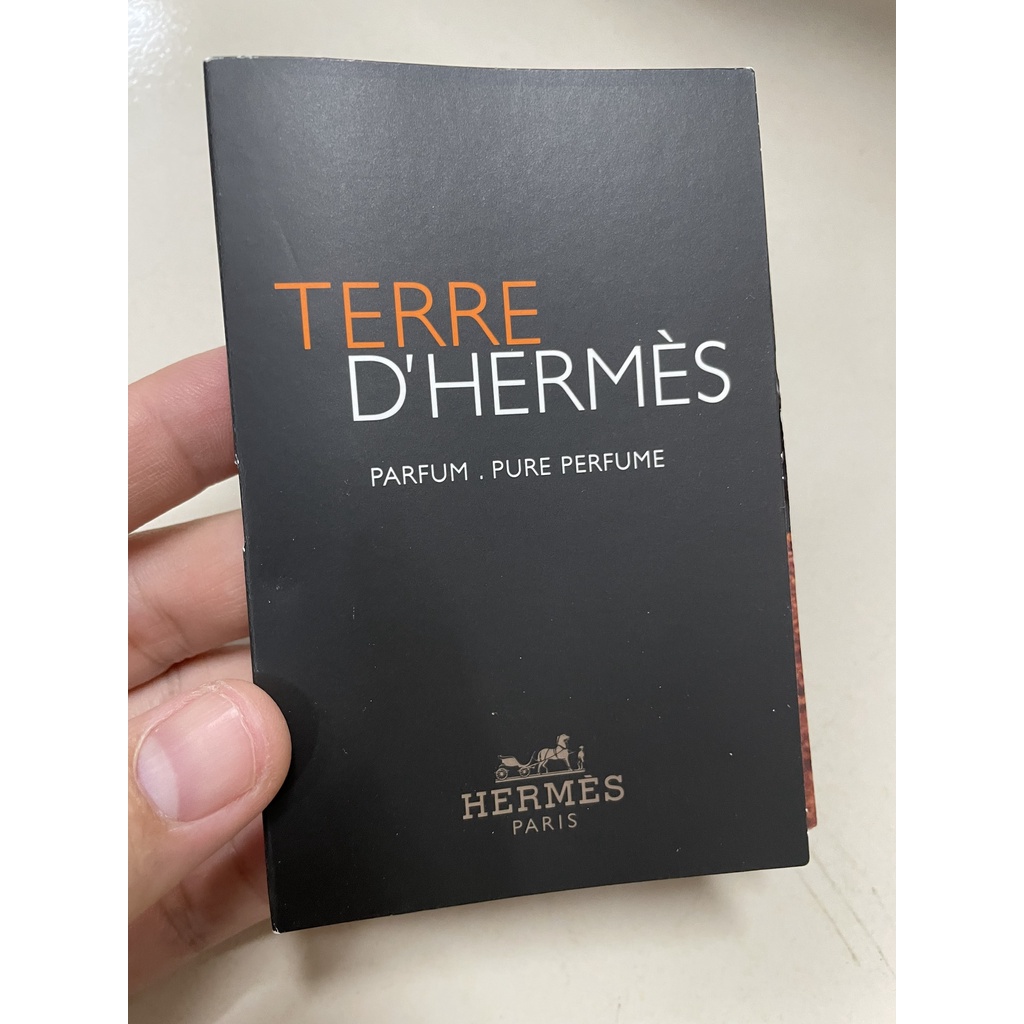 TERRE
D'HERMÈS
PARFUM . PURE PERFUME
HERMÈS
PARIS